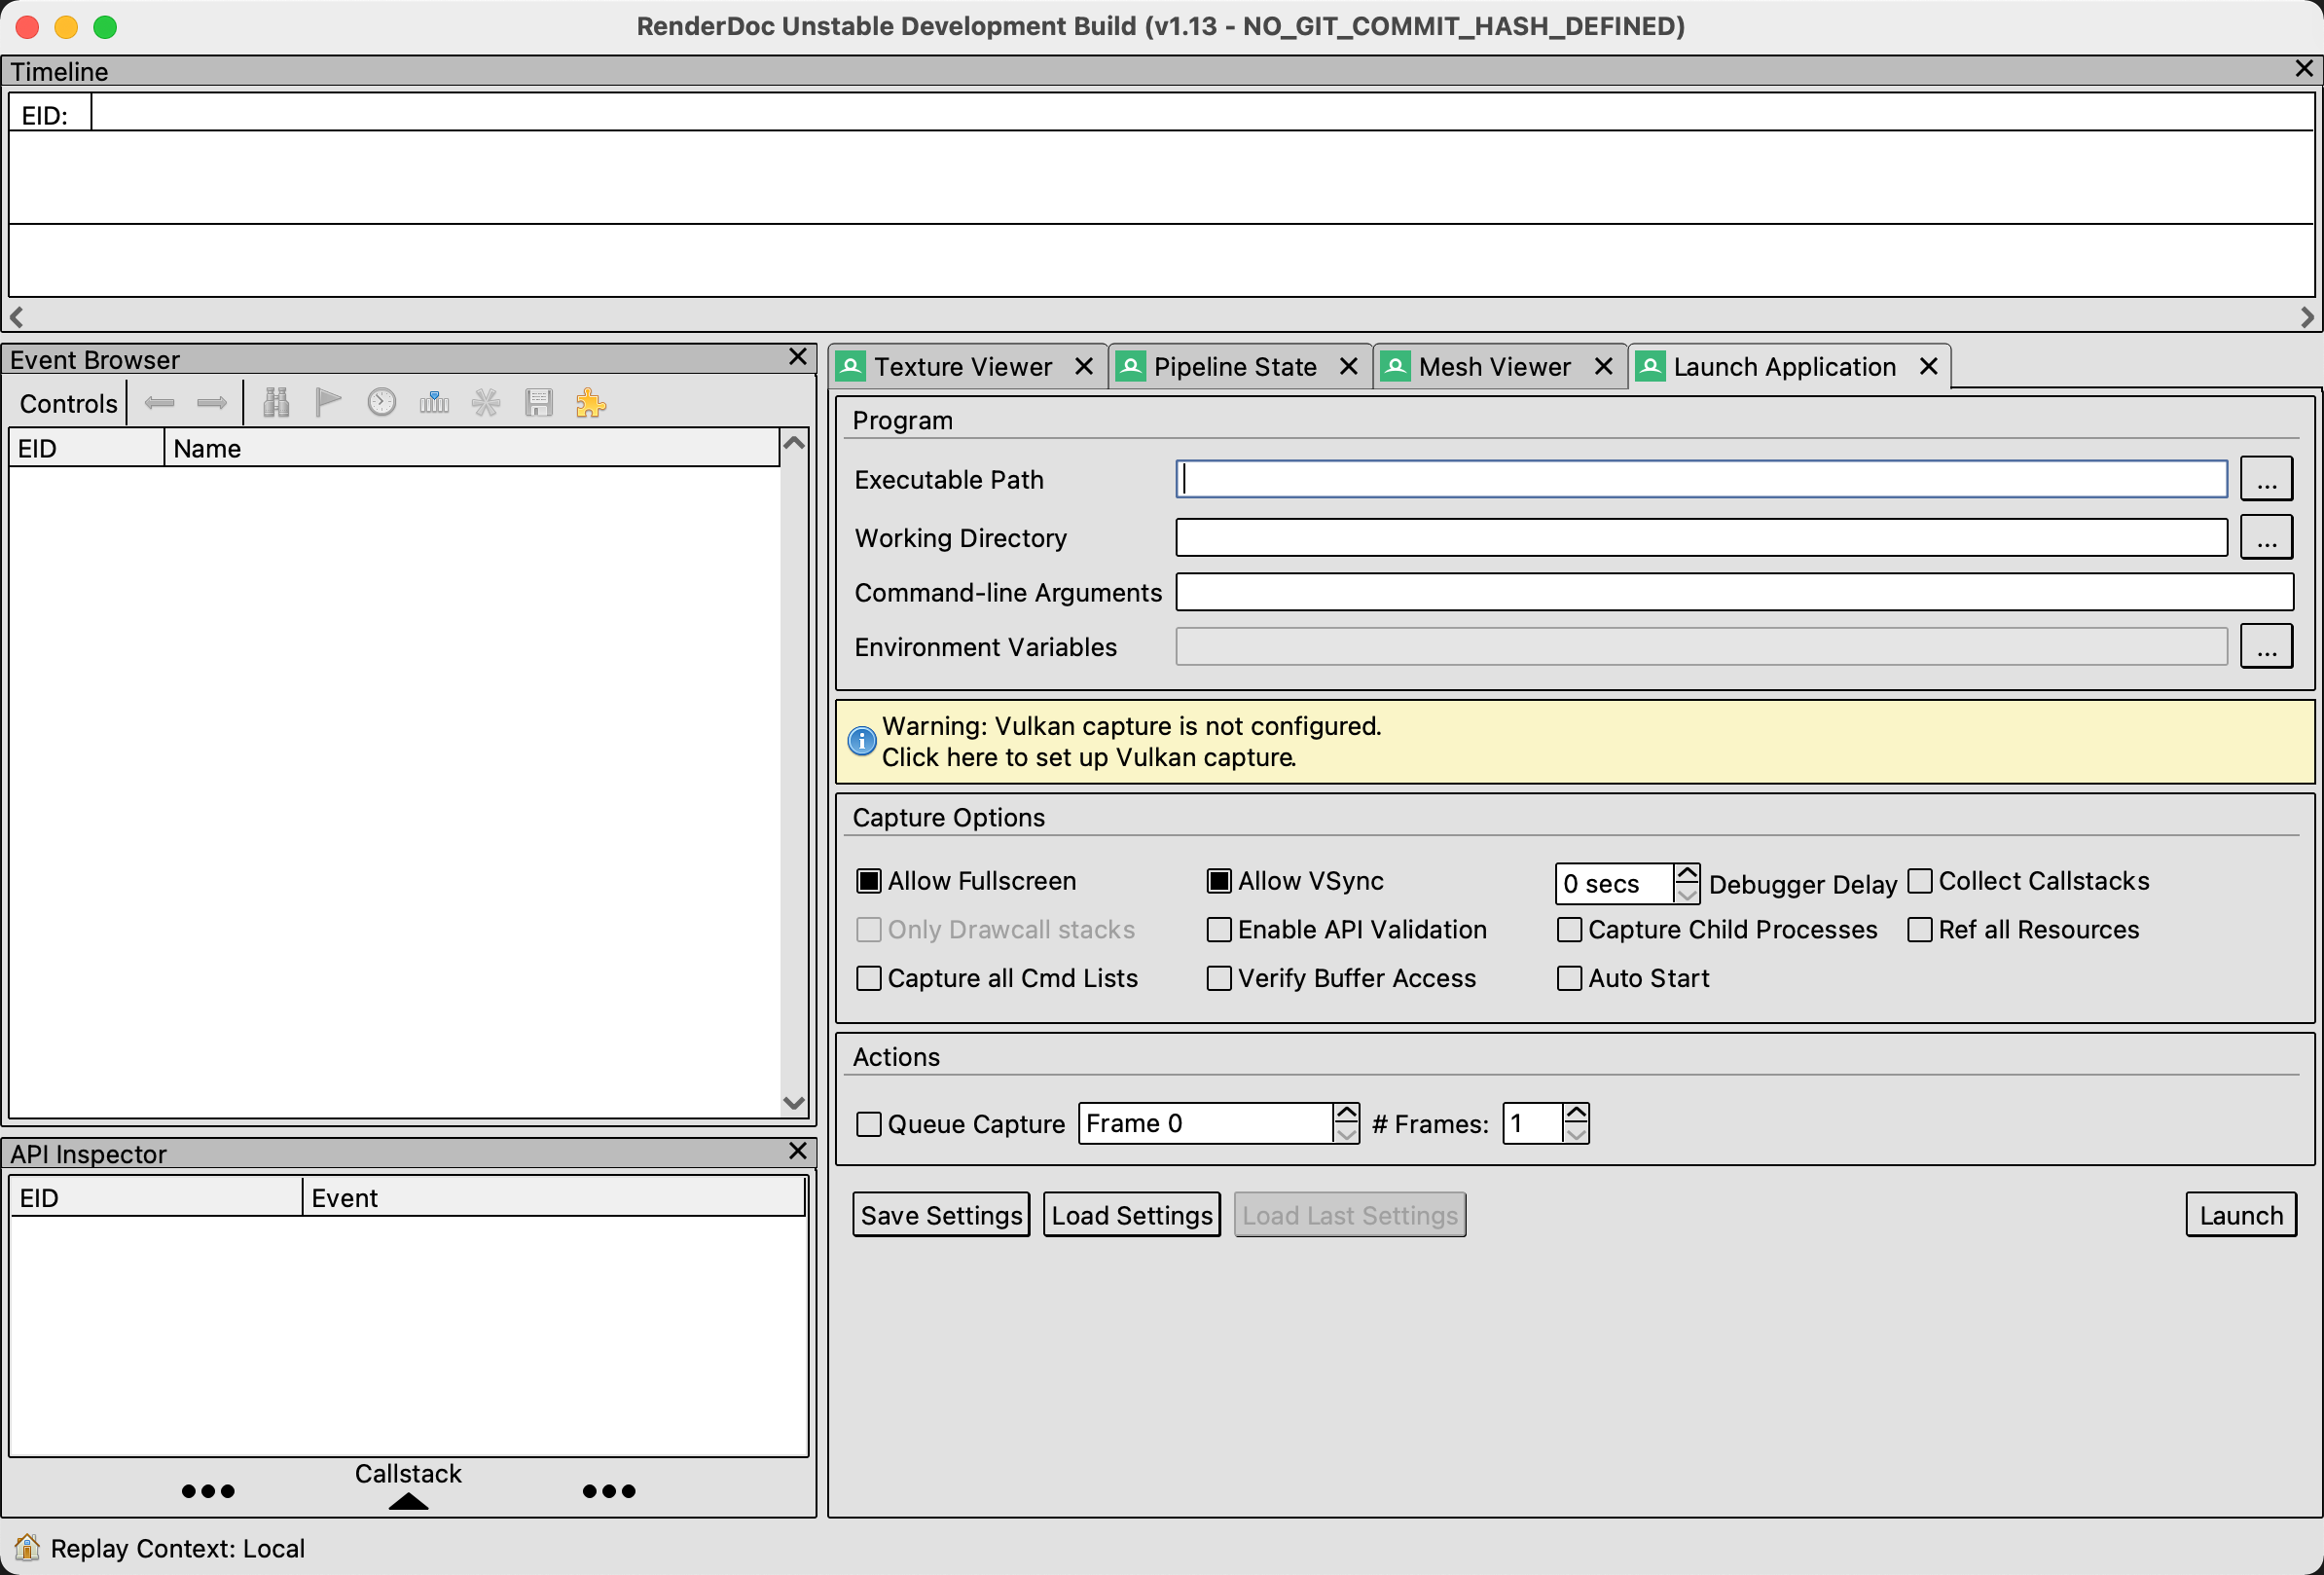 RenderDoc Unstable Development Build (v1.13 - NO_GIT_COMMIT_HASH_DEFINED)
Timeline
EID:
Event Browser
Controls
EID Name
API Inspector
EID Event
Callstack
Texture Viewer Pipeline State Mesh Viewer Launch Application
Program
Executable Path ...
Working Directory ...
Command-line Arguments
Environment Variables ...
Warning: Vulkan capture is not configured.
Click here to set up Vulkan capture.
Capture Options
Allow Fullscreen Allow VSync 0 secs Debugger Delay Collect Callstacks
Only Drawcall stacks Enable API Validation Capture Child Processes Ref all Resources
Capture all Cmd Lists Verify Buffer Access Auto Start
Actions
Queue Capture Frame 0 # Frames: 1
Save Settings Load Settings Load Last Settings Launch
Replay Context: Local